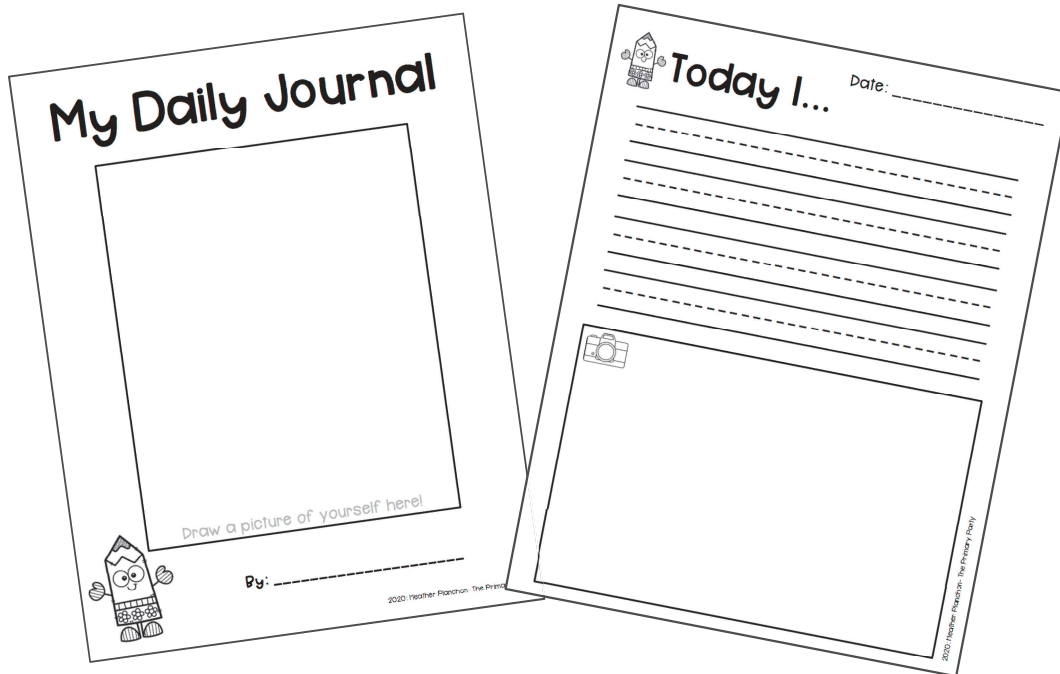 My Daily Journal
Draw a picture of yourself here!
By:
2020: Heather Planchon- The Prima
Today I...
Date:
2020: Heather Planchon- The Primary Party